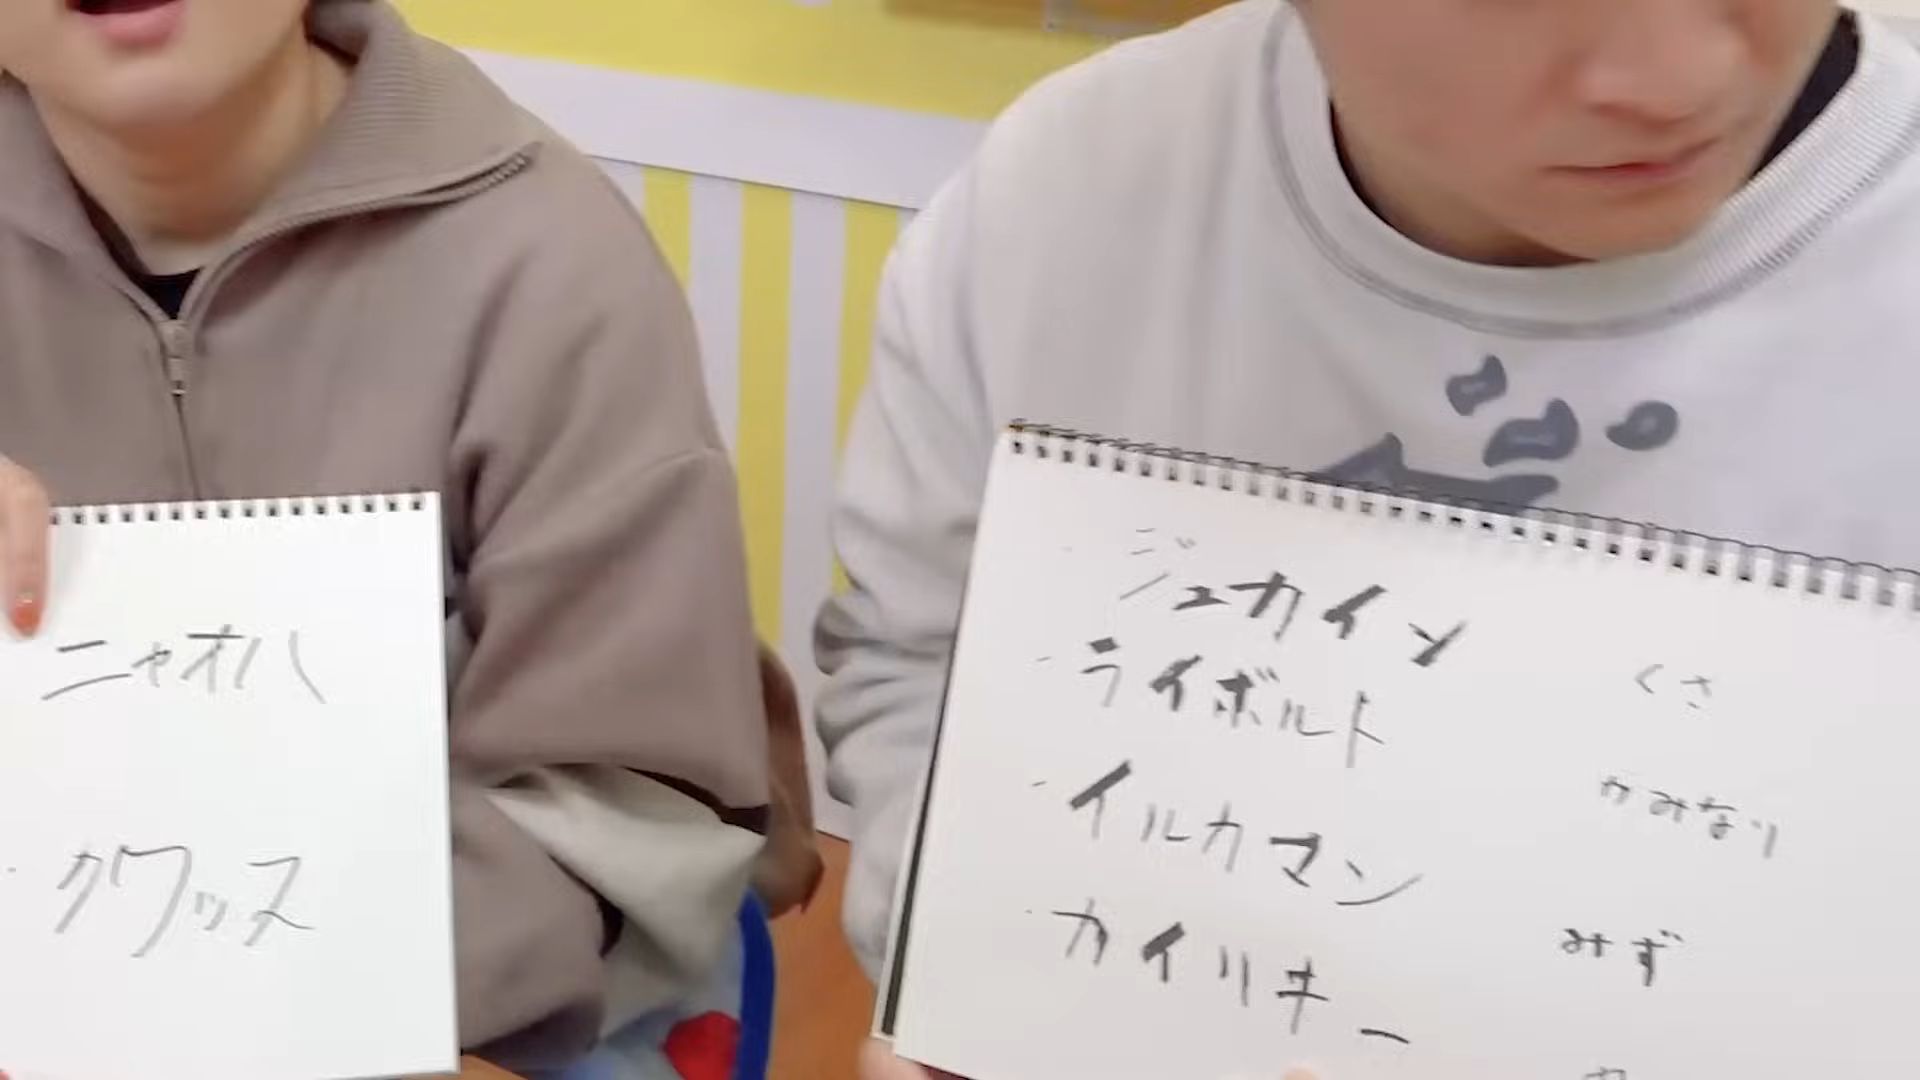 ニャオハ
クワッス
ジュカイン
くさ
ライボルト
かみなり
イルカマン
みず
カイリキー